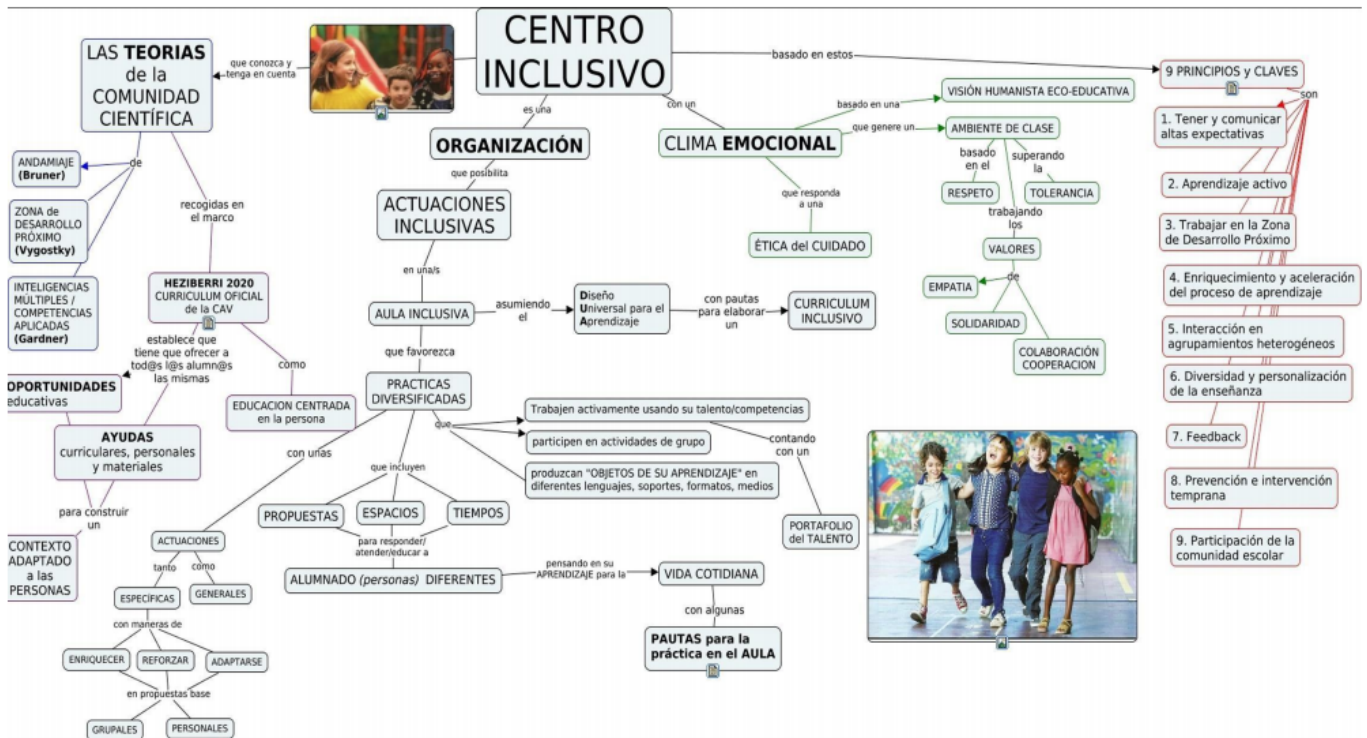 CENTRO
INCLUSIVO
que conozca y
tenga en cuenta
LAS TEORIAS
de la
COMUNIDAD
CIENTÍFICA
de
ANDAMIAJE
(Bruner)
ZONA de
DESARROLLO
PRÓXIMO
(Vygostky)
INTELIGENCIAS
MÚLTIPLES /
COMPETENCIAS
APLICADAS
(Gardner)
recogidas en
el marco
HEZIBERRI 2020
CURRICULUM OFICIAL
de la CAV
establece que
tiene que ofrecer a
tod@s l@s alumn@s
las mismas
OPORTUNIDADES
educativas
AYUDAS
curriculares, personales
y materiales
para construir
un
CONTEXTO
ADAPTADO
a las
PERSONAS
como
EDUCACION CENTRADA
en la persona
es una
ORGANIZACIÓN
que posibilita
ACTUACIONES
INCLUSIVAS
en una/s
AULA INCLUSIVA
asumiendo
el
Diseño
Universal para el
Aprendizaje
con pautas
para elaborar
un
CURRICULUM
INCLUSIVO
que favorezca
PRACTICAS
DIVERSIFICADAS
que
Trabajen activamente usando su talento/competencias
participen en actividades de grupo
produzcan "OBJETOS DE SU APRENDIZAJE" en
diferentes lenguajes, soportes, formatos, medios
contando
con un
PORTAFOLIO
del TALENTO
con unas
ACTUACIONES
tanto
como
ESPECÍFICAS
GENERALES
con maneras de
ENRIQUECER
REFORZAR
ADAPTARSE
en propuestas base
GRUPALES
PERSONALES
que incluyen
PROPUESTAS
ESPACIOS
TIEMPOS
para responder/
atender/educar a
ALUMNADO (personas) DIFERENTES
pensando en su
APRENDIZAJE para la
VIDA COTIDIANA
con algunas
PAUTAS para la
práctica en el AULA
con un
CLIMA EMOCIONAL
basado en una
VISIÓN HUMANISTA ECO-EDUCATIVA
que genere un
AMBIENTE DE CLASE
basado
en el
RESPETO
superando
la
TOLERANCIA
trabajando
los
VALORES
de
EMPATIA
SOLIDARIDAD
COLABORACIÓN
COOPERACION
que responda
a una
ÉTICA del CUIDADO
basado en estos
9 PRINCIPIOS y CLAVES
son
1. Tener y comunicar
altas expectativas
2. Aprendizaje activo
3. Trabajar en la Zona
de Desarrollo Próximo
4. Enriquecimiento y aceleración
del proceso de aprendizaje
5. Interacción en
agrupamientos heterogéneos
6. Diversidad y personalización
de la enseñanza
7. Feedback
8. Prevención e intervención
temprana
9. Participación de la
comunidad escolar